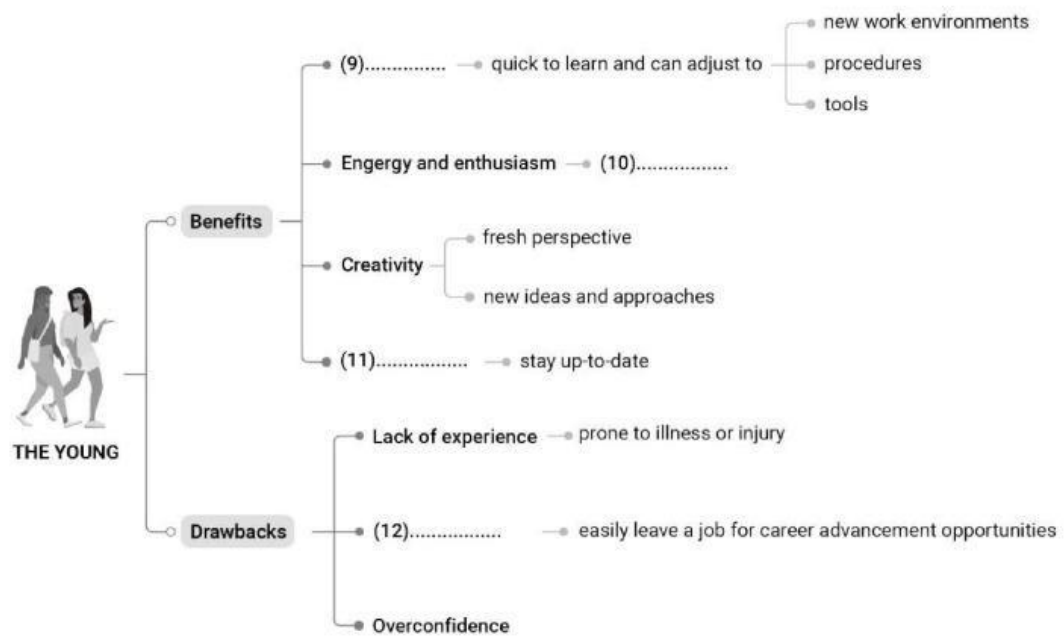 THE YOUNG
Benefits
(9)...............
quick to learn and can adjust to
new work environments
procedures
tools
Engergy and enthusiasm
(10).................
Creativity
fresh perspective
new ideas and approaches
(11).................
stay up-to-date
Drawbacks
Lack of experience
prone to illness or injury
(12).................
easily leave a job for career advancement opportunities
Overconfidence